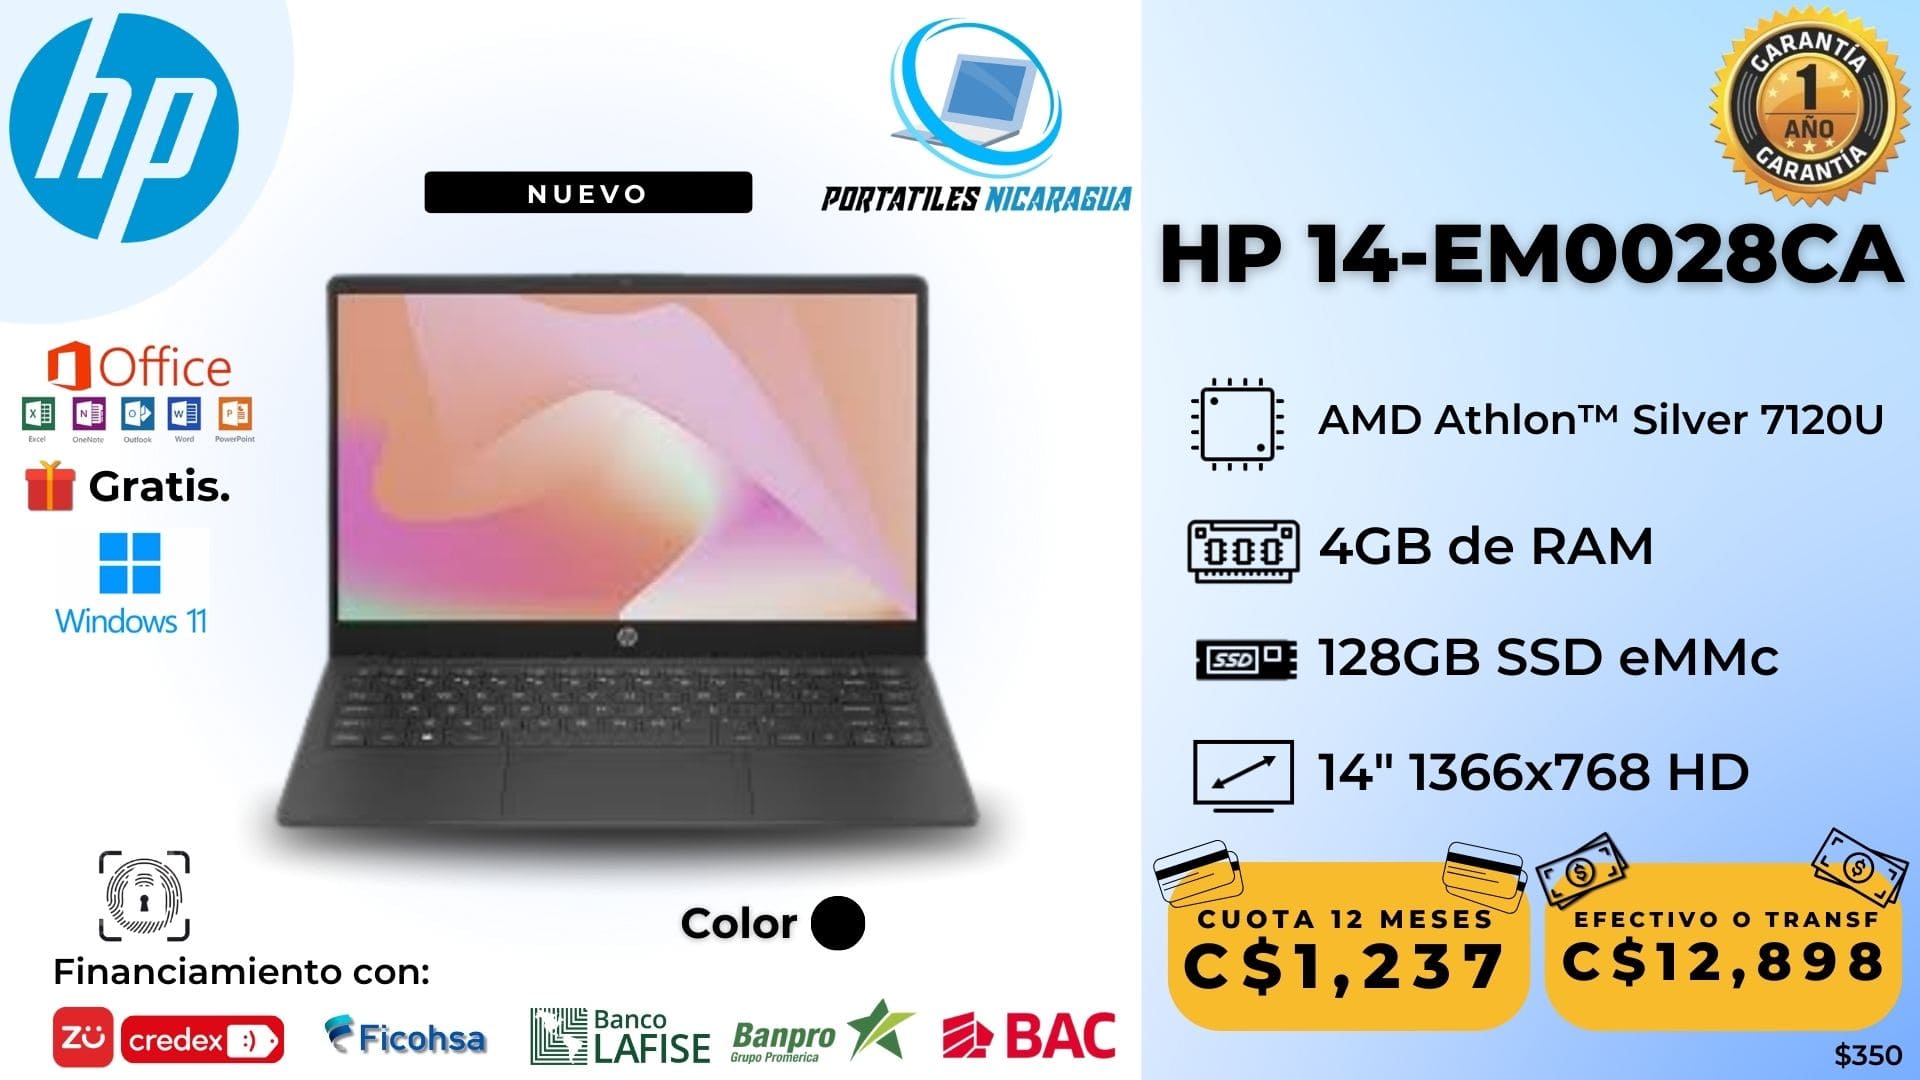 hp
NUEVO
PORTATILES NICARAGUA
GARANTÍA
1
AÑO
GARANTÍA
HP 14-EM0028CA
Office
Excel OneNote Outlook Word PowerPoint
Gratis.
Windows 11
AMD Athlon™ Silver 7120U
4GB de RAM
SSD
128GB SSD eMMc
14" 1366x768 HD
Color
CUOTA 12 MESES
C$1,237
EFECTIVO O TRANSF
C$12,898
$350
Financiamiento con:
ZU
credex :)
Ficohsa
Banco
LAFISE
Banpro
Grupo Promerica
BAC